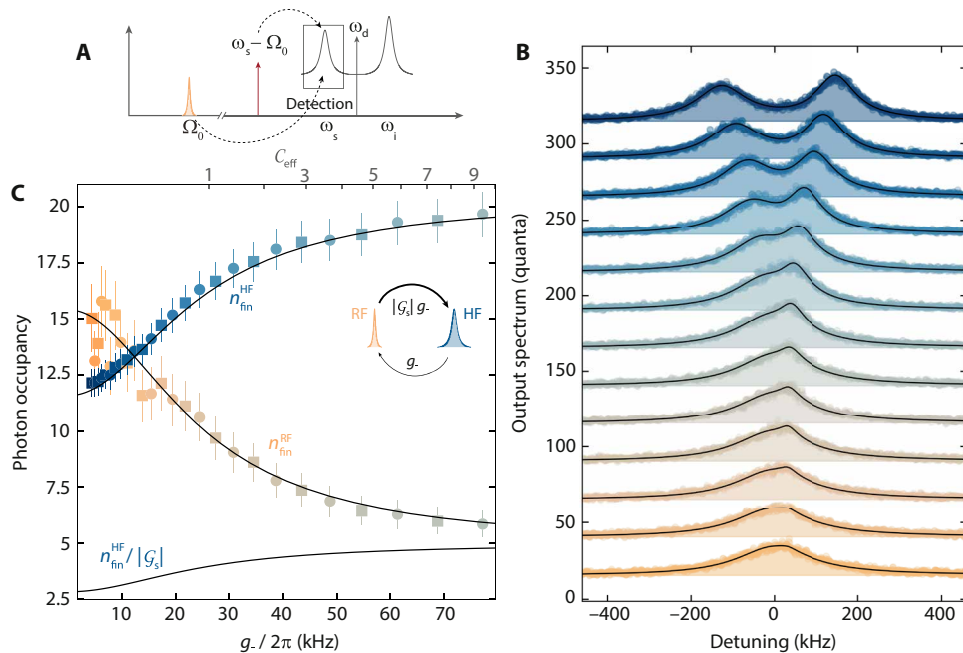 A
ω_s − Ω_0
ω_d
Detection
Ω_0
ω_s
ω_i
B
350
300
250
200
150
100
50
0
Output spectrum (quanta)
−400
−200
0
200
400
Detuning (kHz)
C
C_eff
1
3
5
7
9
20
17.5
15
12.5
10
7.5
5
2.5
Photon occupancy
n_fin^HF
RF
|G_s| g_-
HF
g_-
n_fin^RF
n_fin^HF / |G_s|
10
20
30
40
50
60
70
g_- / 2π (kHz)